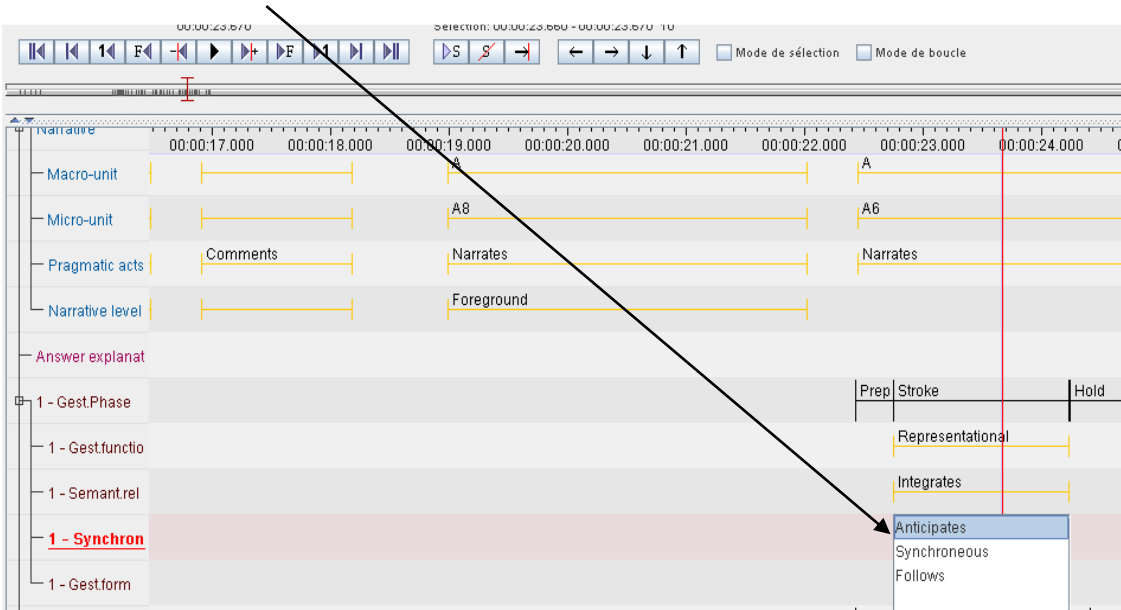 00:00:23.670 Selection: 00:00:23.660 - 00:00:23.670 10
1 F + F 1 S S Mode de sélection Mode de boucle
Narrative
00:00:17.000 00:00:18.000 00:00:19.000 00:00:20.000 00:00:21.000 00:00:22.000 00:00:23.000 00:00:24.000
Macro-unit A A
Micro-unit A8 A6
Pragmatic acts Comments Narrates Narrates
Narrative level Foreground
Answer explanat
1 - Gest.Phase Prep Stroke Hold
1 - Gest.functio Representational
1 - Semant.rel Integrates
1 - Synchron Anticipates
Synchroneous
Follows
1 - Gest.form